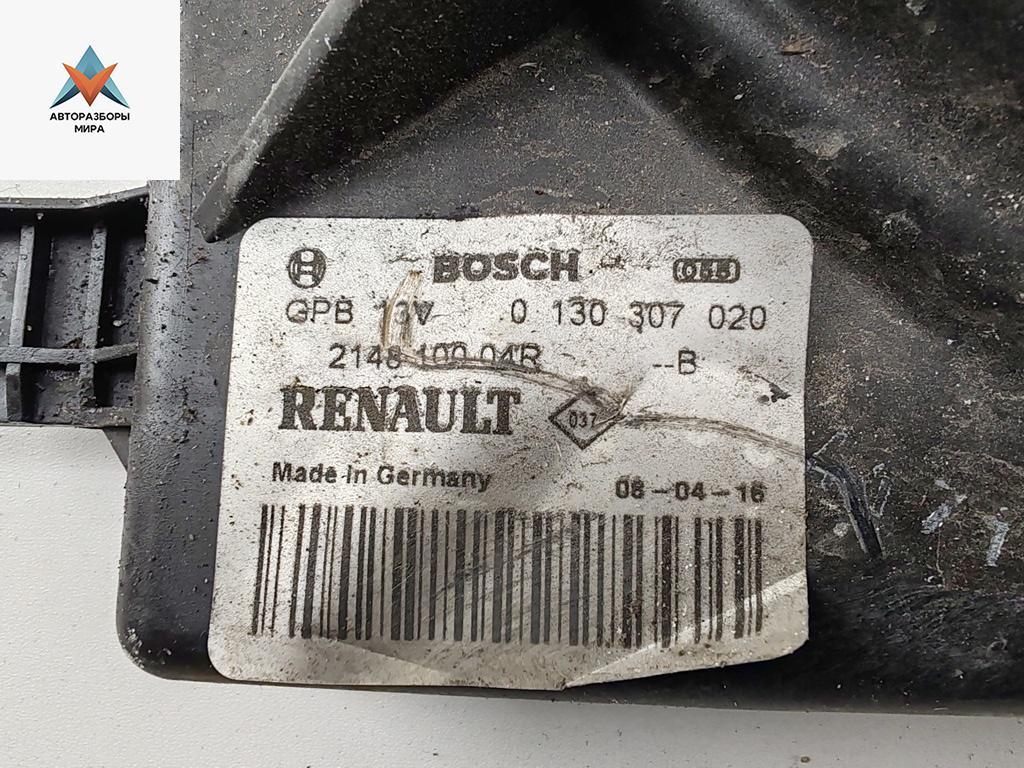 АВТОРАЗБОРЫ
МИРА
BOSCH
GPB 13V 0 130 307 020
2148 100 04R --B
RENAULT 037
Made in Germany 08-04-16